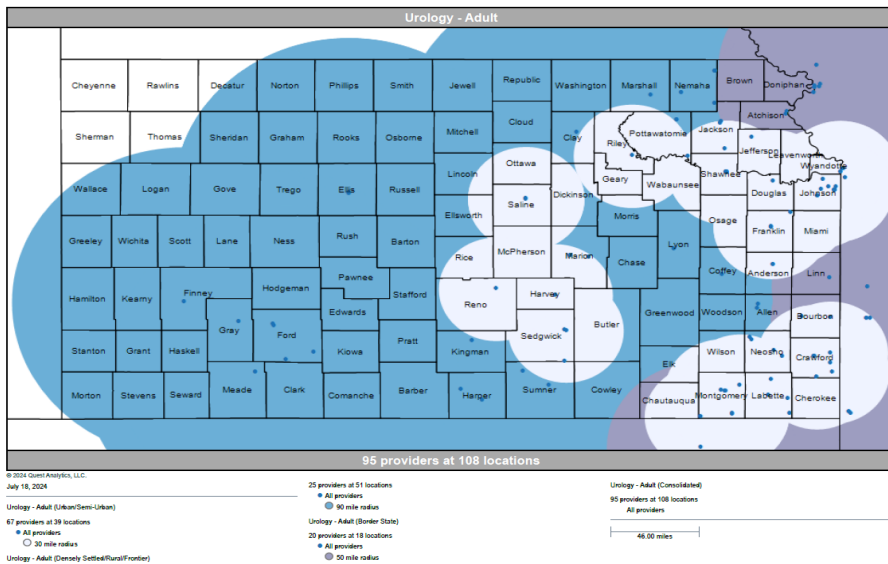 Urology - Adult
Cheyenne Rawlins Decatur Norton Phillips Smith Jewell Republic Washington Marshall Nemaha Brown Doniphan
Sherman Thomas Sheridan Graham Rooks Osborne Mitchell Cloud Clay Riley Pottawatomie Jackson Atchison
Jefferson Leavenworth Wyandotte
Wallace Logan Gove Trego Ellis Russell Lincoln Ottawa Saline Dickinson Geary Wabaunsee Shawnee Douglas Johnson
Greeley Wichita Scott Lane Ness Rush Barton Ellsworth McPherson Marion Morris Chase Lyon Osage Franklin Miami
Hamilton Kearny Finney Hodgeman Pawnee Stafford Rice Reno Harvey Butler Greenwood Coffey Anderson Linn
Gray Ford Edwards Sedgwick Woodson Allen Bourbon
Stanton Grant Haskell Kiowa Pratt Kingman Elk Wilson Neosho Crawford
Morton Stevens Seward Meade Clark Comanche Barber Harper Sumner Cowley Chautauqua Montgomery Labette Cherokee
95 providers at 108 locations
© 2024 Quest Analytics, LLC.
July 18, 2024
Urology - Adult (Urban/Semi-Urban)
67 providers at 39 locations
All providers
30 mile radius
Urology - Adult (Densely Settled/Rural/Frontier)
25 providers at 51 locations
All providers
90 mile radius
Urology - Adult (Border State)
20 providers at 18 locations
All providers
50 mile radius
Urology - Adult (Consolidated)
95 providers at 108 locations
All providers
46.00 miles